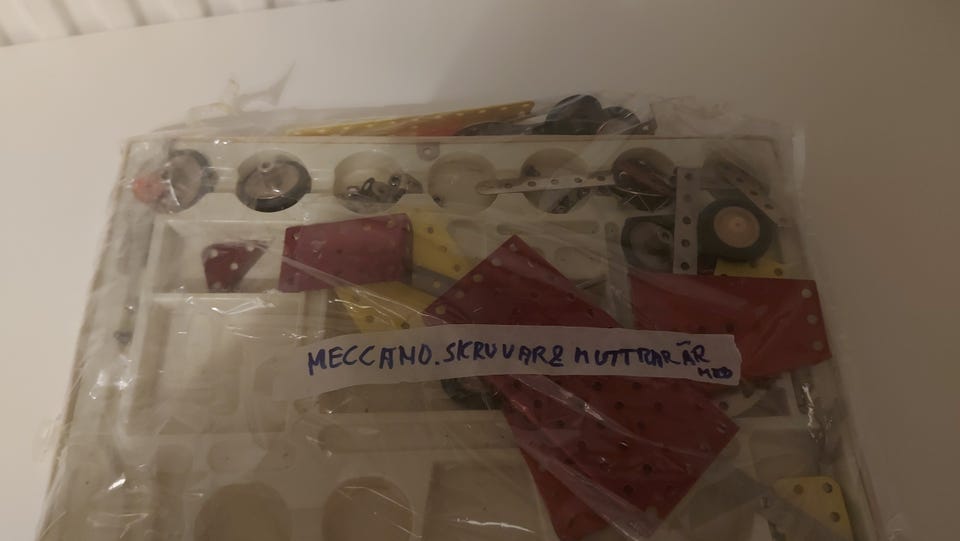 MECCANO. SKRUVAR & MUTTRAR ÄR
MED